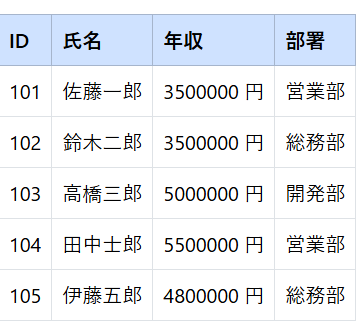 ID 氏名 年収 部署
101 佐藤一郎 3500000 円 営業部
102 鈴木二郎 3500000 円 総務部
103 高橋三郎 5000000 円 開発部
104 田中士郎 5500000 円 営業部
105 伊藤五郎 4800000 円 総務部